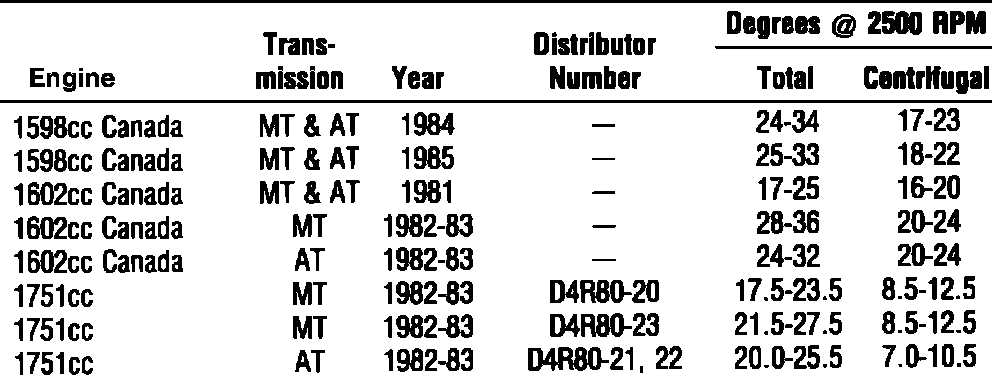 Degrees @ 2500 RPM
Trans- Distributor
Engine mission Year Number Total Centrifugal
1598cc Canada MT & AT 1984 — 24-34 17-23
1598cc Canada MT & AT 1985 — 25-33 18-22
1602cc Canada MT & AT 1981 — 17-25 16-20
1602cc Canada MT 1982-83 — 28-36 20-24
1602cc Canada AT 1982-83 — 24-32 20-24
1751cc MT 1982-83 D4R80-20 17.5-23.5 8.5-12.5
1751cc MT 1982-83 D4R80-23 21.5-27.5 8.5-12.5
1751cc AT 1982-83 D4R80-21, 22 20.0-25.5 7.0-10.5